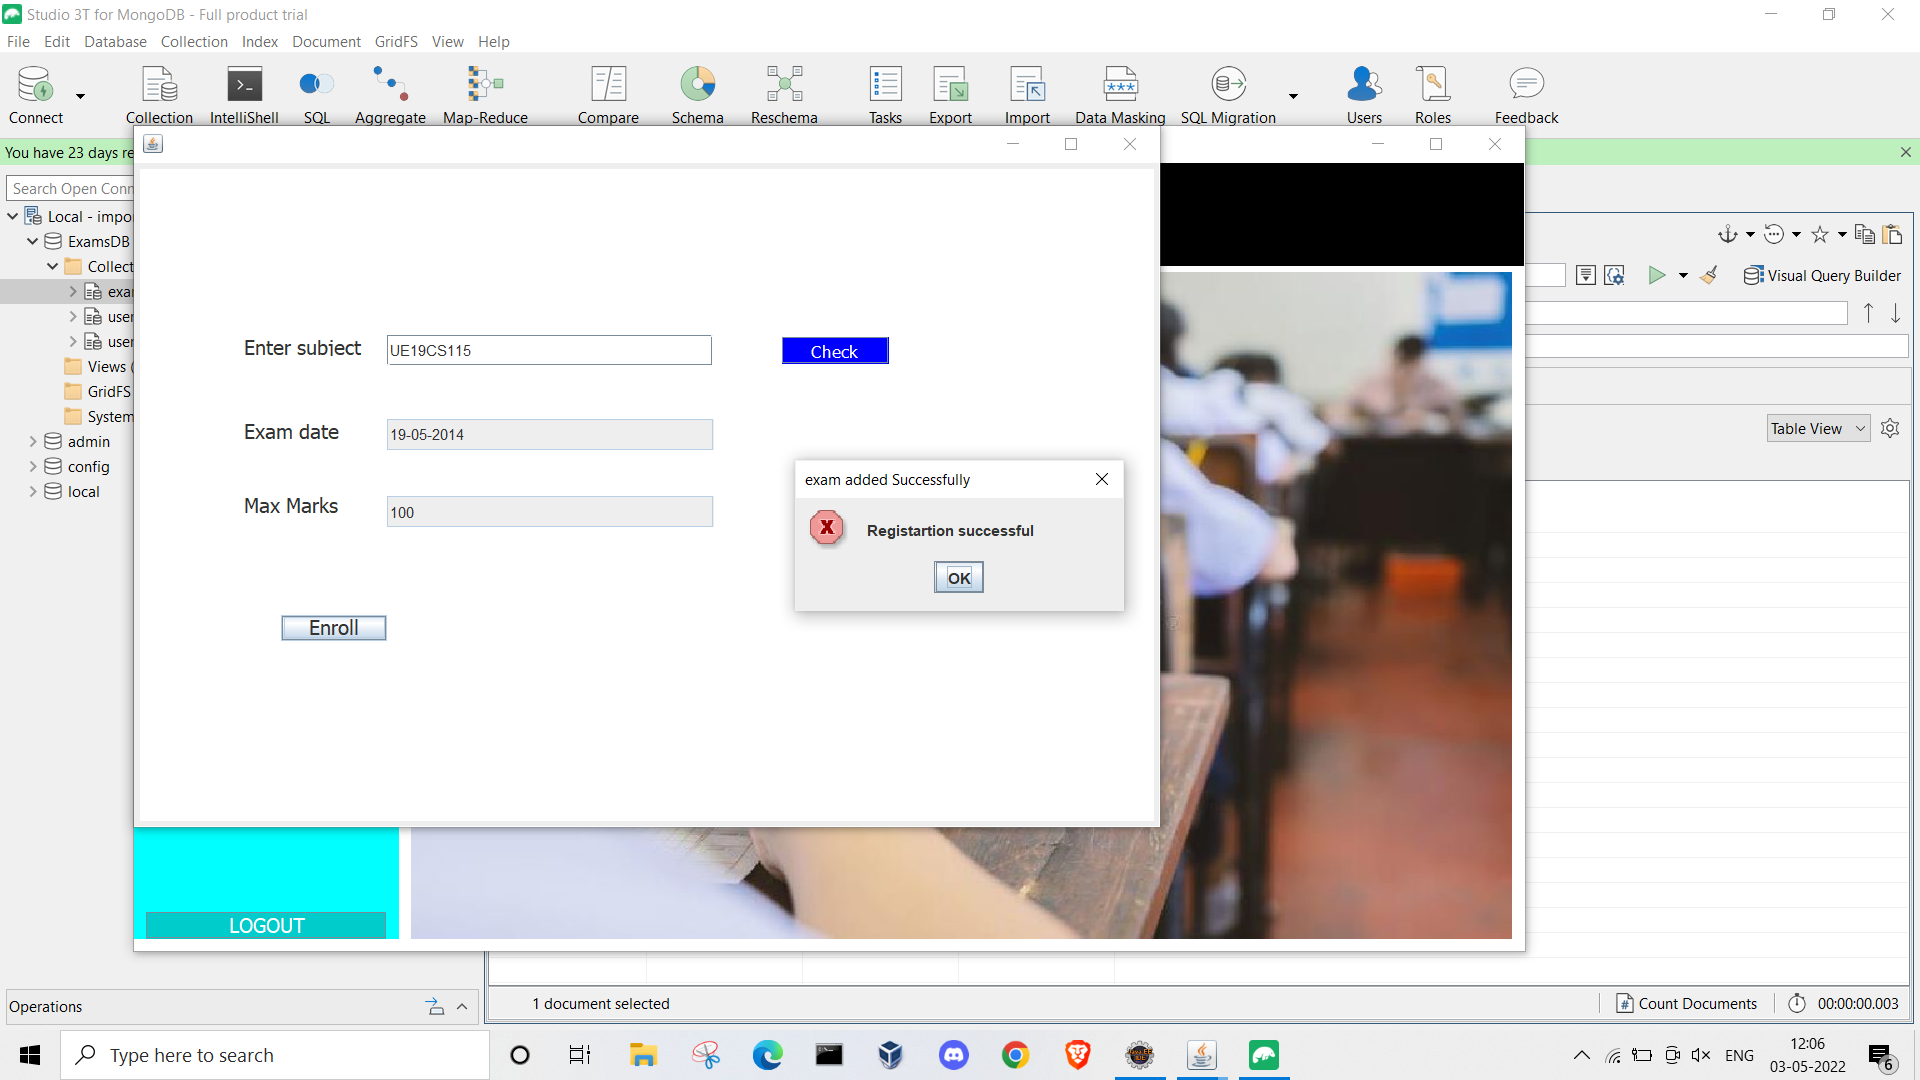 Studio 3T for MongoDB - Full product trial
File Edit Database Collection Index Document GridFS View Help
Connect Collection IntelliShell SQL Aggregate Map-Reduce Compare Schema Reschema Tasks Export Import Data Masking SQL Migration Users Roles Feedback
You have 23 days re
Search Open Conn
Local - impo
ExamsDB
Collect
exa
user
user
Views (
GridFS
System
admin
config
local
Enter subject UE19CS115 Check
Exam date 19-05-2014
Max Marks 100
Enroll
exam added Successfully
Registartion successful
OK
Visual Query Builder
Table View
LOGOUT
Operations
1 document selected Count Documents 00:00:00.003
Type here to search
ENG
12:06
03-05-2022
6